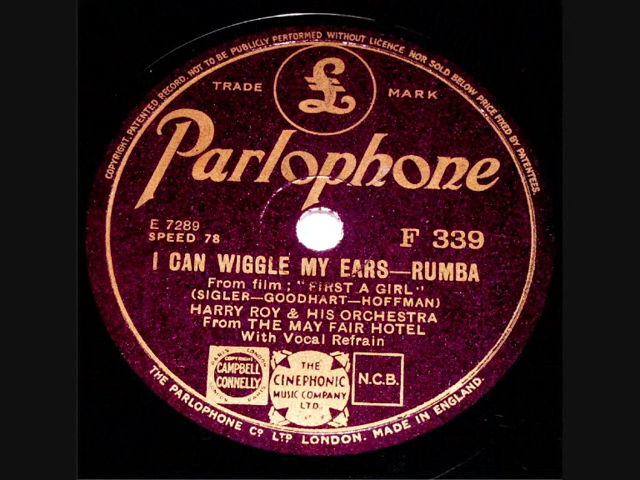 COPYRIGHT. PATENTED RECORD. NOT TO BE PUBLICLY PERFORMED WITHOUT LICENCE NOR SOLD BELOW PRICE FIXED BY PATENTEES.
TRADE £ MARK
Parlophone
E 7289
SPEED 78
F 339
I CAN WIGGLE MY EARS—RUMBA
From film ; "FIRST A GIRL"
(SIGLER—GOODHART—HOFFMAN)
HARRY ROY & HIS ORCHESTRA
From THE MAY FAIR HOTEL
With Vocal Refrain
COPYRIGHT
CAMPBELL
CONNELLY
THE
CINEPHONIC
MUSIC COMPANY
LTD.
N.C.B.
THE PARLOPHONE Cº LTD LONDON. MADE IN ENGLAND.